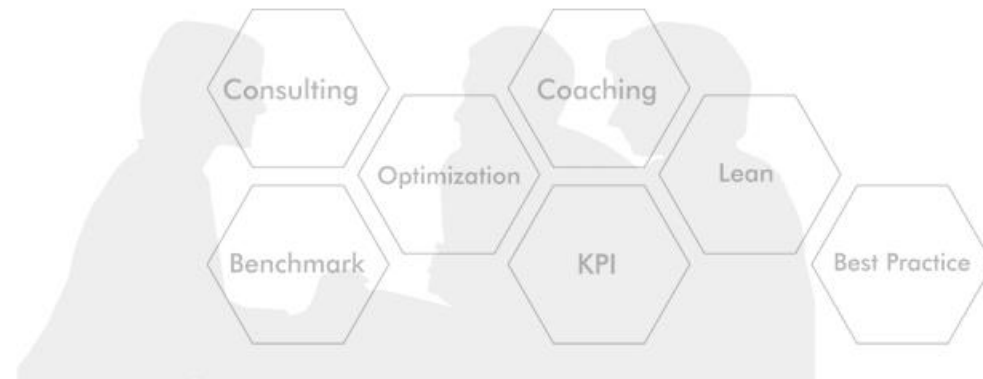 Consulting
Coaching
Optimization
Lean
Benchmark
KPI
Best Practice